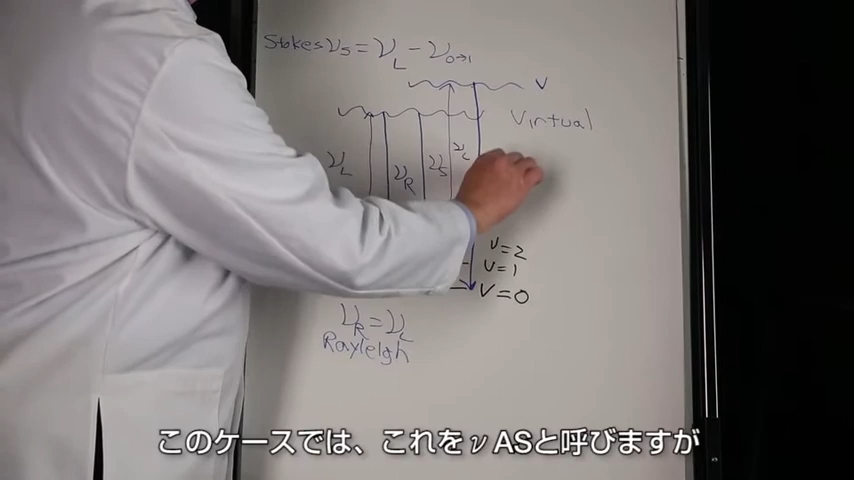 Stokes νS = νL − ν0→1
V
Virtual
νL νR νS νL
v=2
v=1
v=0
νR = νL
Rayleigh
このケースでは、これをν ASと呼びますが